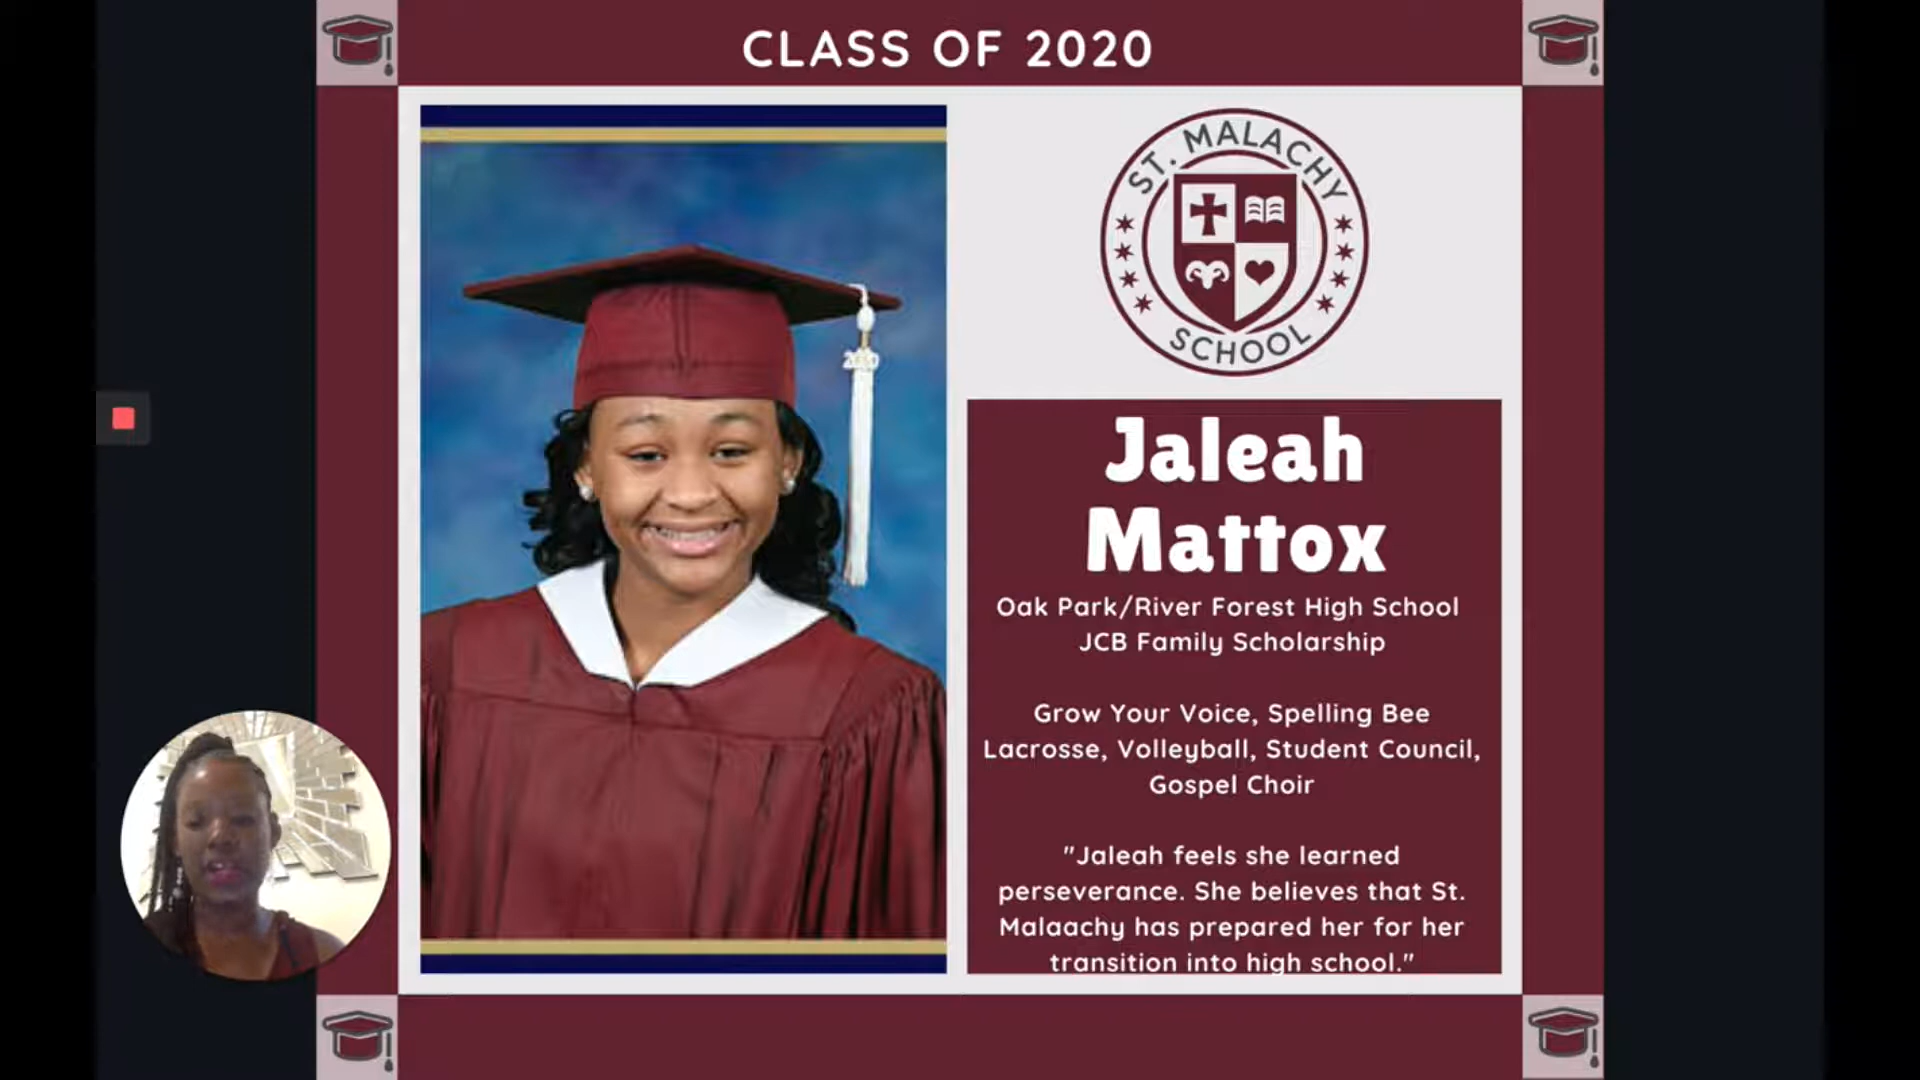 CLASS OF 2020
ST. MALACHY
SCHOOL
2020
Jaleah
Mattox
Oak Park/River Forest High School
JCB Family Scholarship
Grow Your Voice, Spelling Bee
Lacrosse, Volleyball, Student Council,
Gospel Choir
"Jaleah feels she learned
perseverance. She believes that St.
Malaachy has prepared her for her
transition into high school."